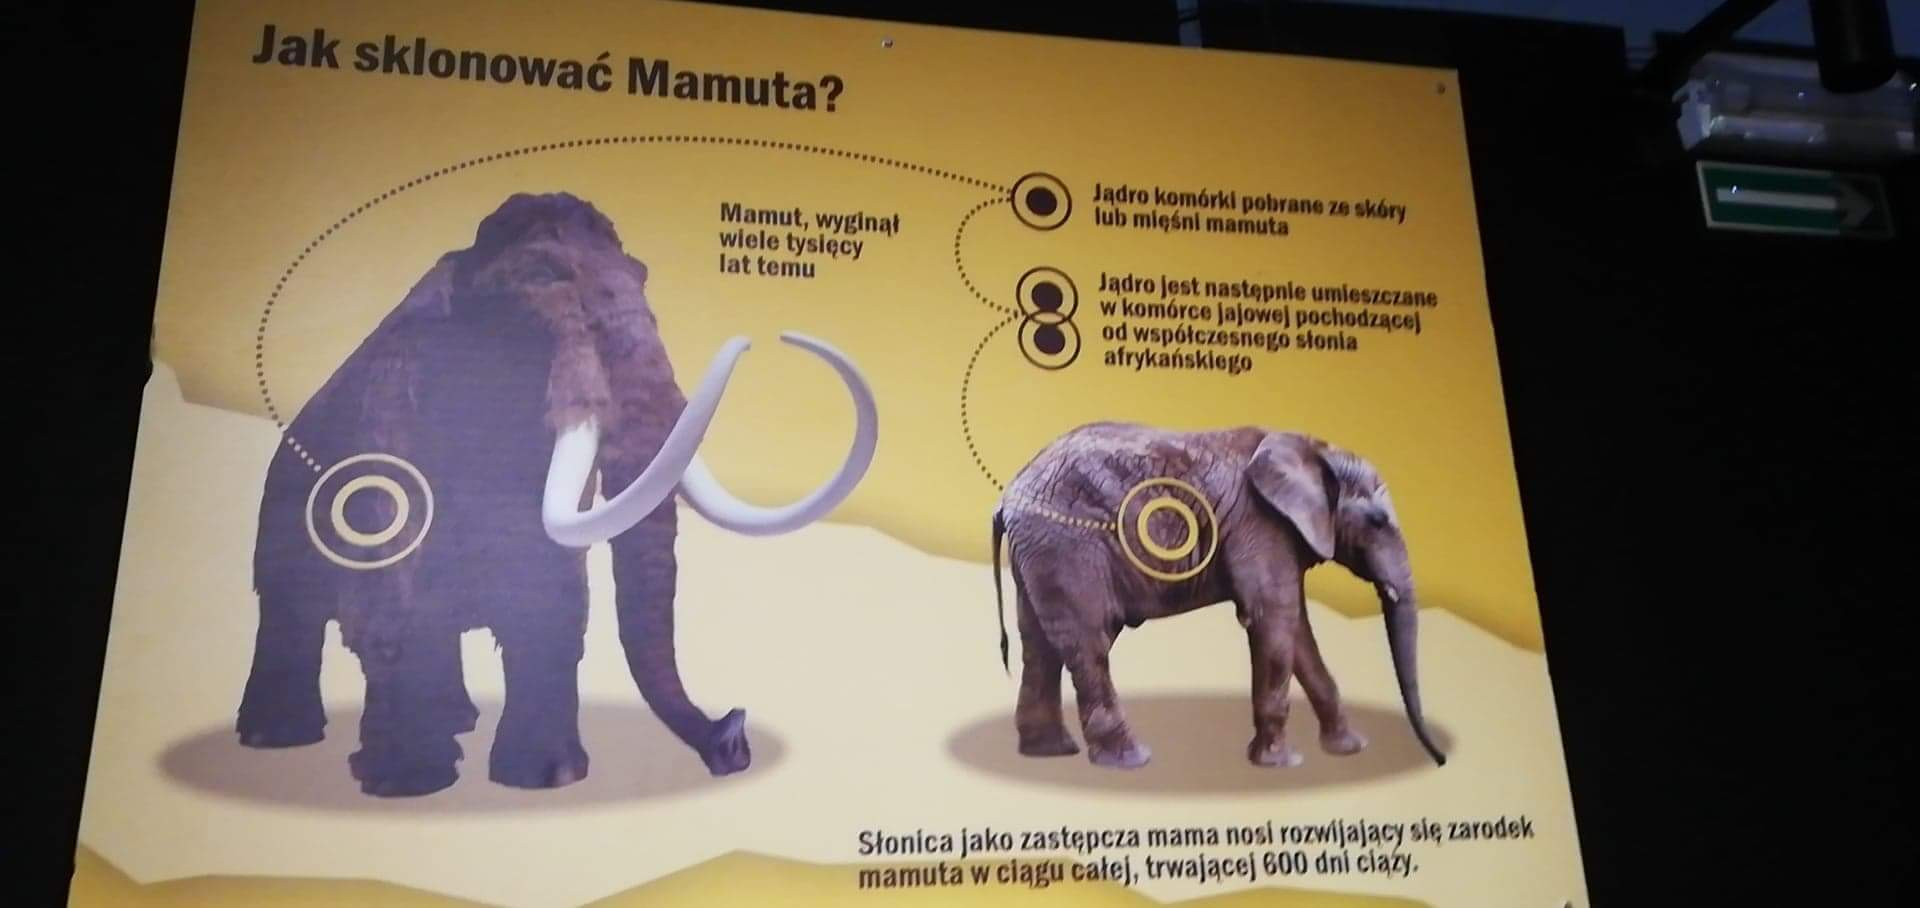 Jak sklonować Mamuta?
Mamut, wyginął
wiele tysięcy
lat temu
Jądro komórki pobrane ze skóry
lub mięśni mamuta
Jądro jest następnie umieszczane
w komórce jajowej pochodzącej
od współczesnego słonia
afrykańskiego
Słonica jako zastępcza mama nosi rozwijający się zarodek
mamuta w ciągu całej, trwającej 600 dni ciąży.